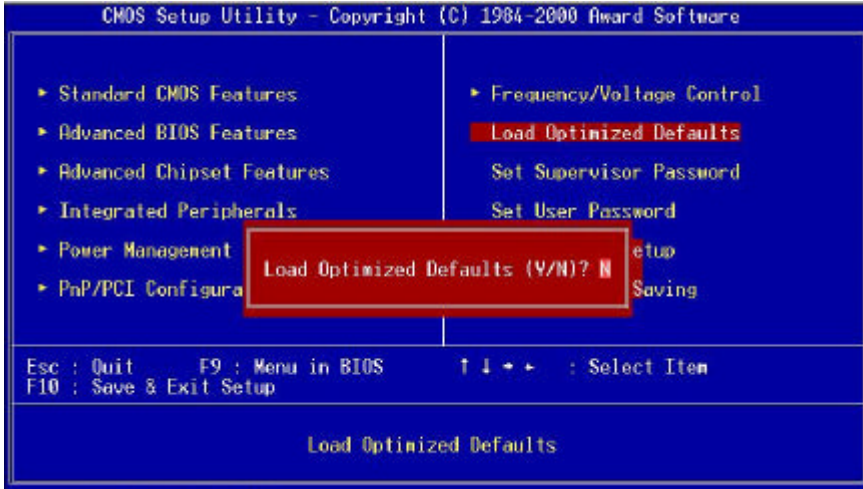 CMOS Setup Utility - Copyright (C) 1984-2000 Award Software
► Standard CMOS Features
► Advanced BIOS Features
► Advanced Chipset Features
► Integrated Peripherals
► Power Management
► PnP/PCI Configura
► Frequency/Voltage Control
Load Optimized Defaults
Set Supervisor Password
Set User Password
etup
Saving
Load Optimized Defaults (Y/N)? N
Esc : Quit F9 : Menu in BIOS ↑ ↓ → ← : Select Item
F10 : Save & Exit Setup
Load Optimized Defaults